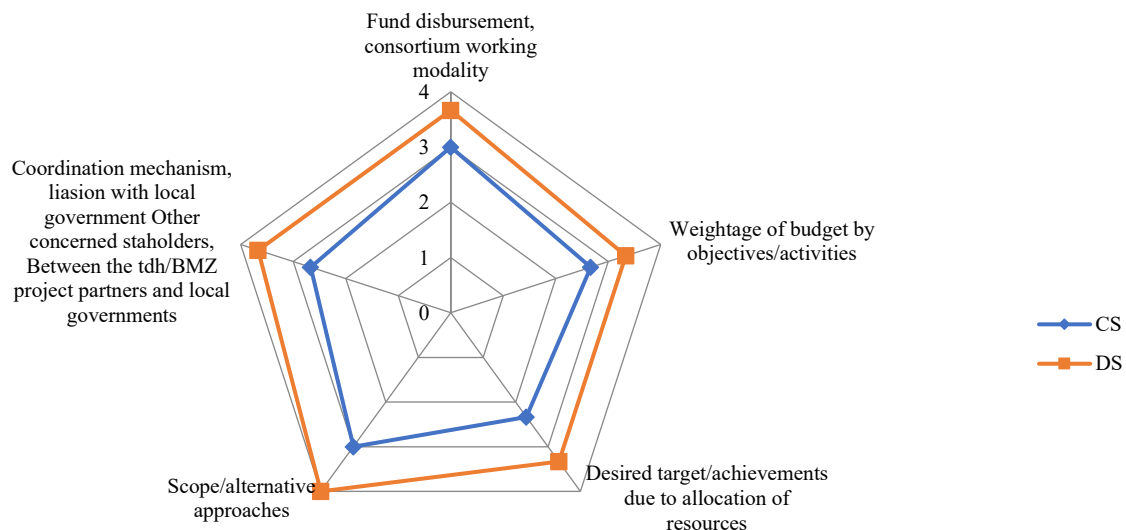 Fund disbursement,
consortium working
modality
4
3
2
1
0
Coordination mechanism,
liasion with local
government Other
concerned staholders,
Between the tdh/BMZ
project partners and local
governments
Weightage of budget by
objectives/activities
CS
DS
Scope/alternative
approaches
Desired target/achievements
due to allocation of
resources